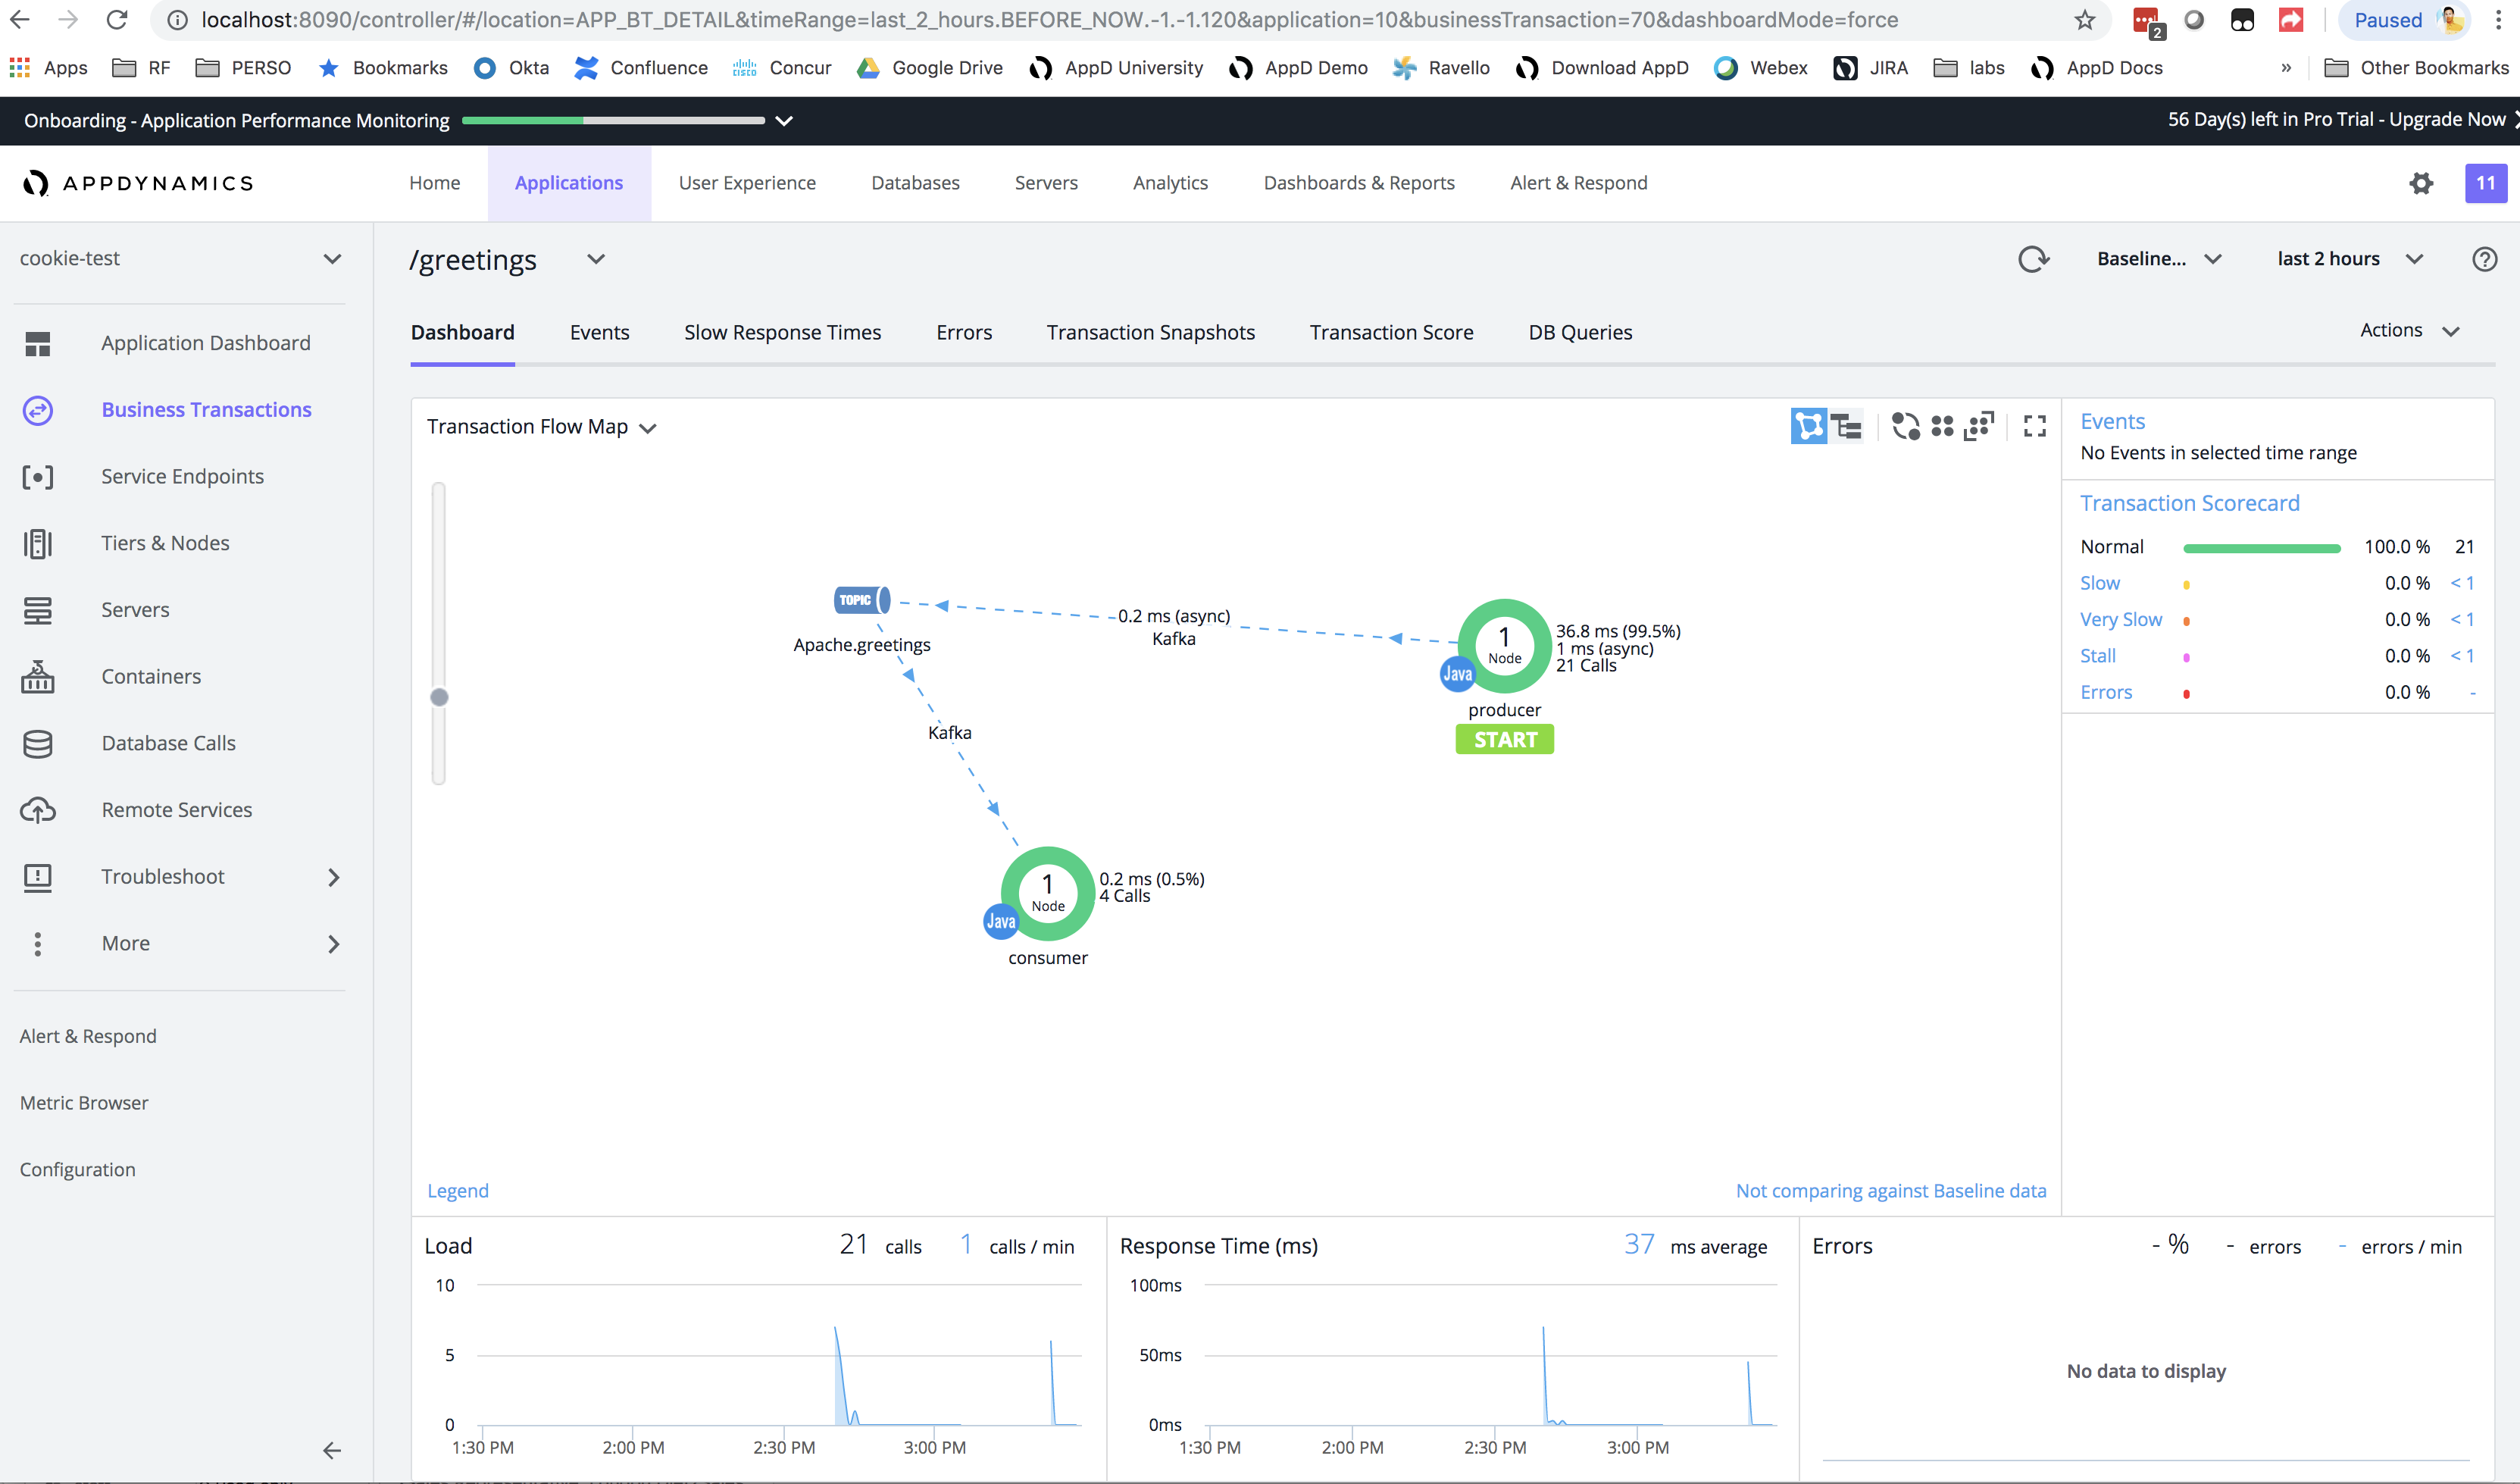 localhost:8090/controller/#/location=APP_BT_DETAIL&timeRange=last_2_hours.BEFORE_NOW.-1.-1.120&application=10&businessTransaction=70&dashboardMode=force
2
Paused
Apps RF PERSO Bookmarks Okta Confluence cisco Concur Google Drive AppD University AppD Demo Ravello Download AppD Webex JIRA labs AppD Docs » Other Bookmarks
Onboarding - Application Performance Monitoring
56 Day(s) left in Pro Trial - Upgrade Now
APPDYNAMICS
Home Applications User Experience Databases Servers Analytics Dashboards & Reports Alert & Respond
11
cookie-test
Application Dashboard
Business Transactions
Service Endpoints
Tiers & Nodes
Servers
Containers
Database Calls
Remote Services
Troubleshoot
More
Alert & Respond
Metric Browser
Configuration
/greetings
Baseline...
last 2 hours
Dashboard Events Slow Response Times Errors Transaction Snapshots Transaction Score DB Queries
Actions
Transaction Flow Map
TOPIC
Apache.greetings
0.2 ms (async)
Kafka
1
Node
Java
36.8 ms (99.5%)
1 ms (async)
21 Calls
producer
START
Kafka
1
Node
Java
0.2 ms (0.5%)
4 Calls
consumer
Legend
Not comparing against Baseline data
Events
No Events in selected time range
Transaction Scorecard
Normal 100.0 % 21
Slow 0.0 % < 1
Very Slow 0.0 % < 1
Stall 0.0 % < 1
Errors 0.0 % -
Load 21 calls 1 calls / min
10
5
0
1:30 PM 2:00 PM 2:30 PM 3:00 PM
Response Time (ms) 37 ms average
100ms
50ms
0ms
1:30 PM 2:00 PM 2:30 PM 3:00 PM
Errors - % - errors - errors / min
No data to display